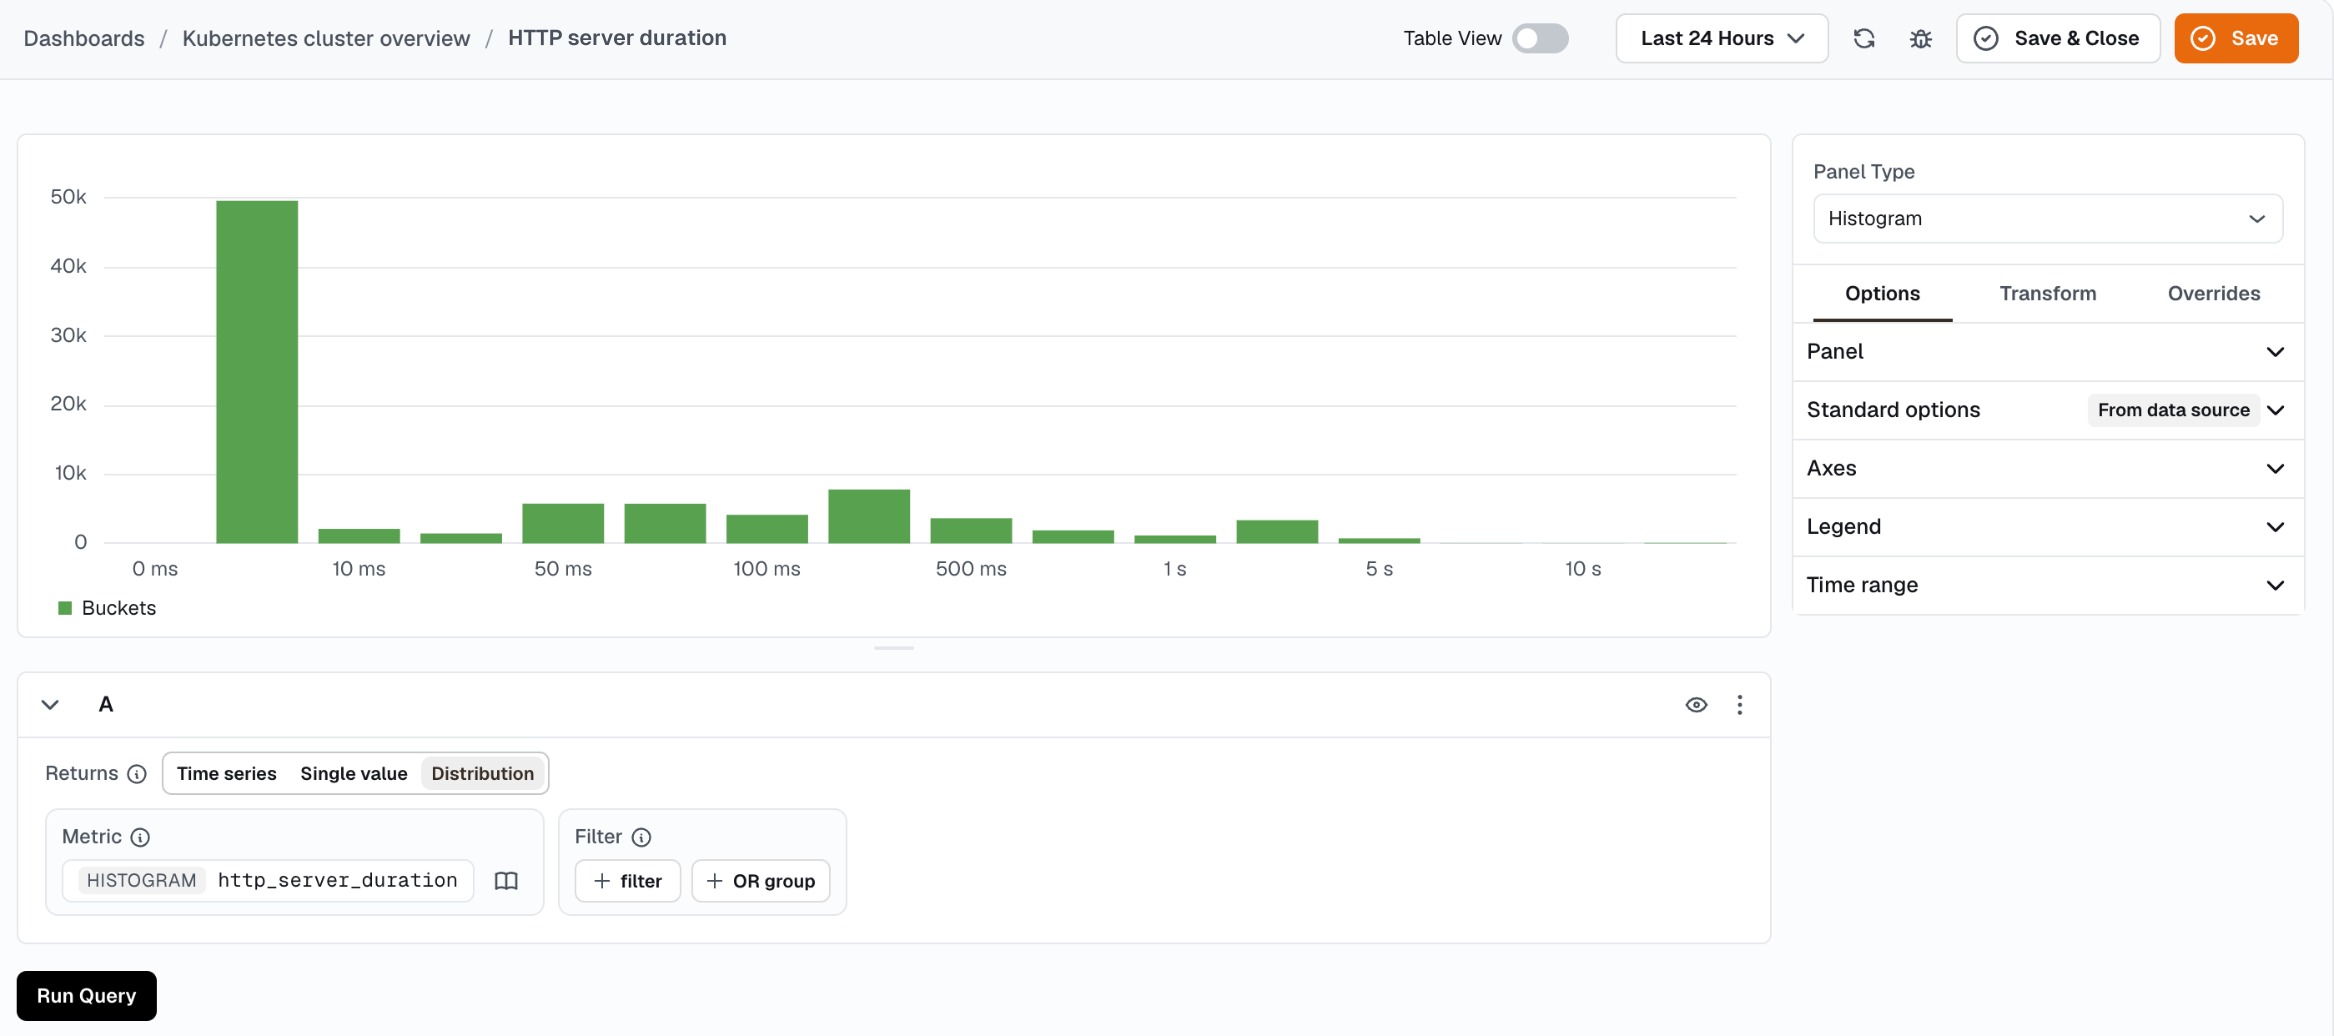 Dashboards / Kubernetes cluster overview / HTTP server duration
Table View
Last 24 Hours
Save & Close
Save
50k
40k
30k
20k
10k
0
0 ms 10 ms 50 ms 100 ms 500 ms 1 s 5 s 10 s
Buckets
Panel Type
Histogram
Options Transform Overrides
Panel
Standard options From data source
Axes
Legend
Time range
A
Returns Time series Single value Distribution
Metric
HISTOGRAM http_server_duration
Filter
+ filter + OR group
Run Query